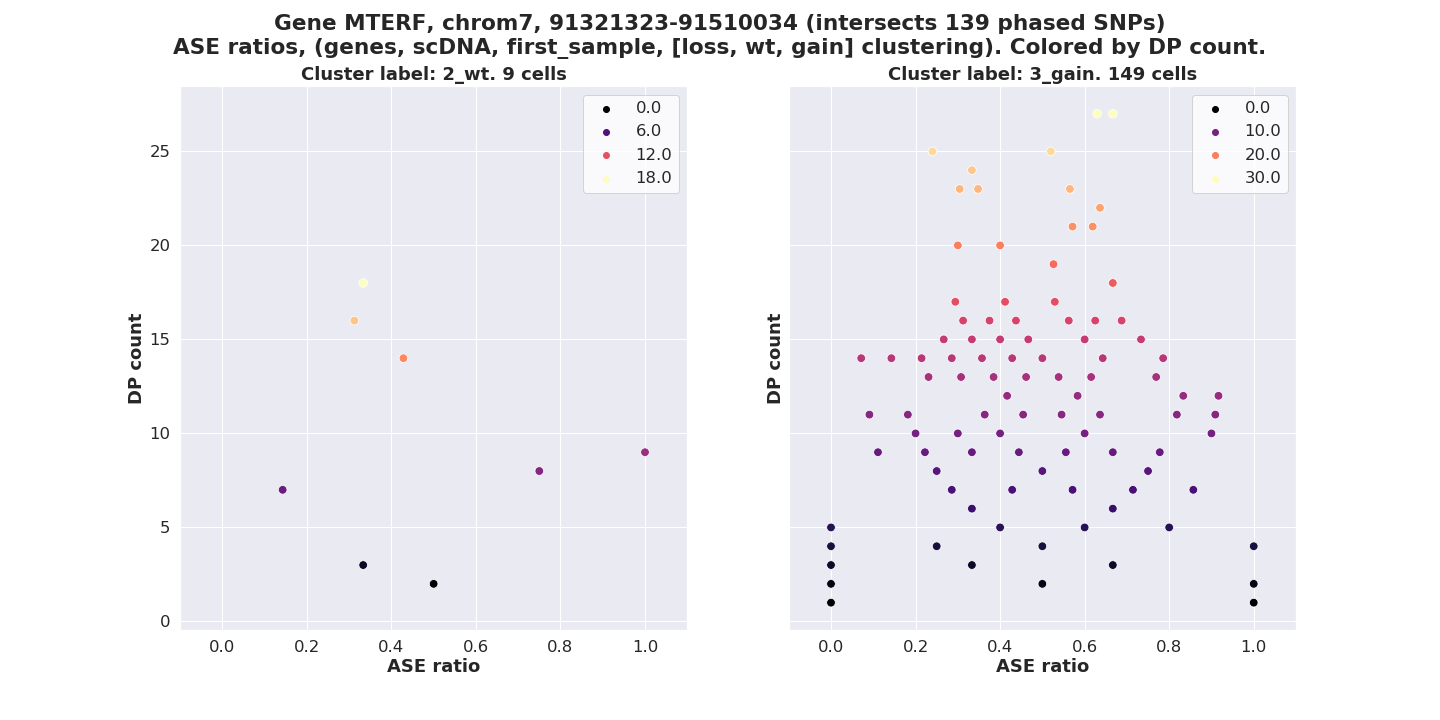 Gene MTERF, chrom7, 91321323-91510034 (intersects 139 phased SNPs)
ASE ratios, (genes, scDNA, first_sample, [loss, wt, gain] clustering). Colored by DP count.
Cluster label: 2_wt. 9 cells
0.0
6.0
12.0
18.0
25
20
15
10
5
0
DP count
0.0 0.2 0.4 0.6 0.8 1.0
ASE ratio
Cluster label: 3_gain. 149 cells
0.0
10.0
20.0
30.0
DP count
0.0 0.2 0.4 0.6 0.8 1.0
ASE ratio